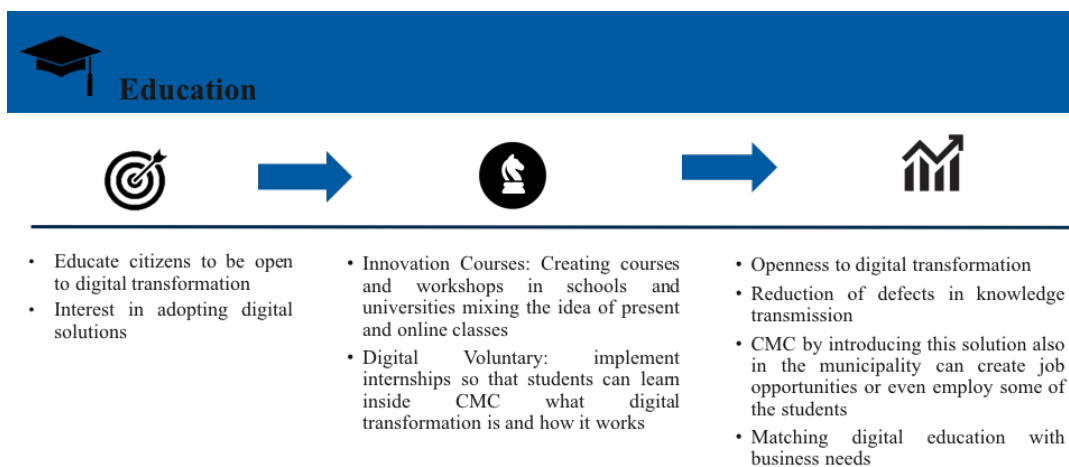 Education
• Educate citizens to be open
to digital transformation
• Interest in adopting digital
solutions
• Innovation Courses: Creating courses
and workshops in schools and
universities mixing the idea of present
and online classes
• Digital Voluntary: implement
internships so that students can learn
inside CMC what digital
transformation is and how it works
• Openness to digital transformation
• Reduction of defects in knowledge
transmission
• CMC by introducing this solution also
in the municipality can create job
opportunities or even employ some of
the students
• Matching digital education with
business needs